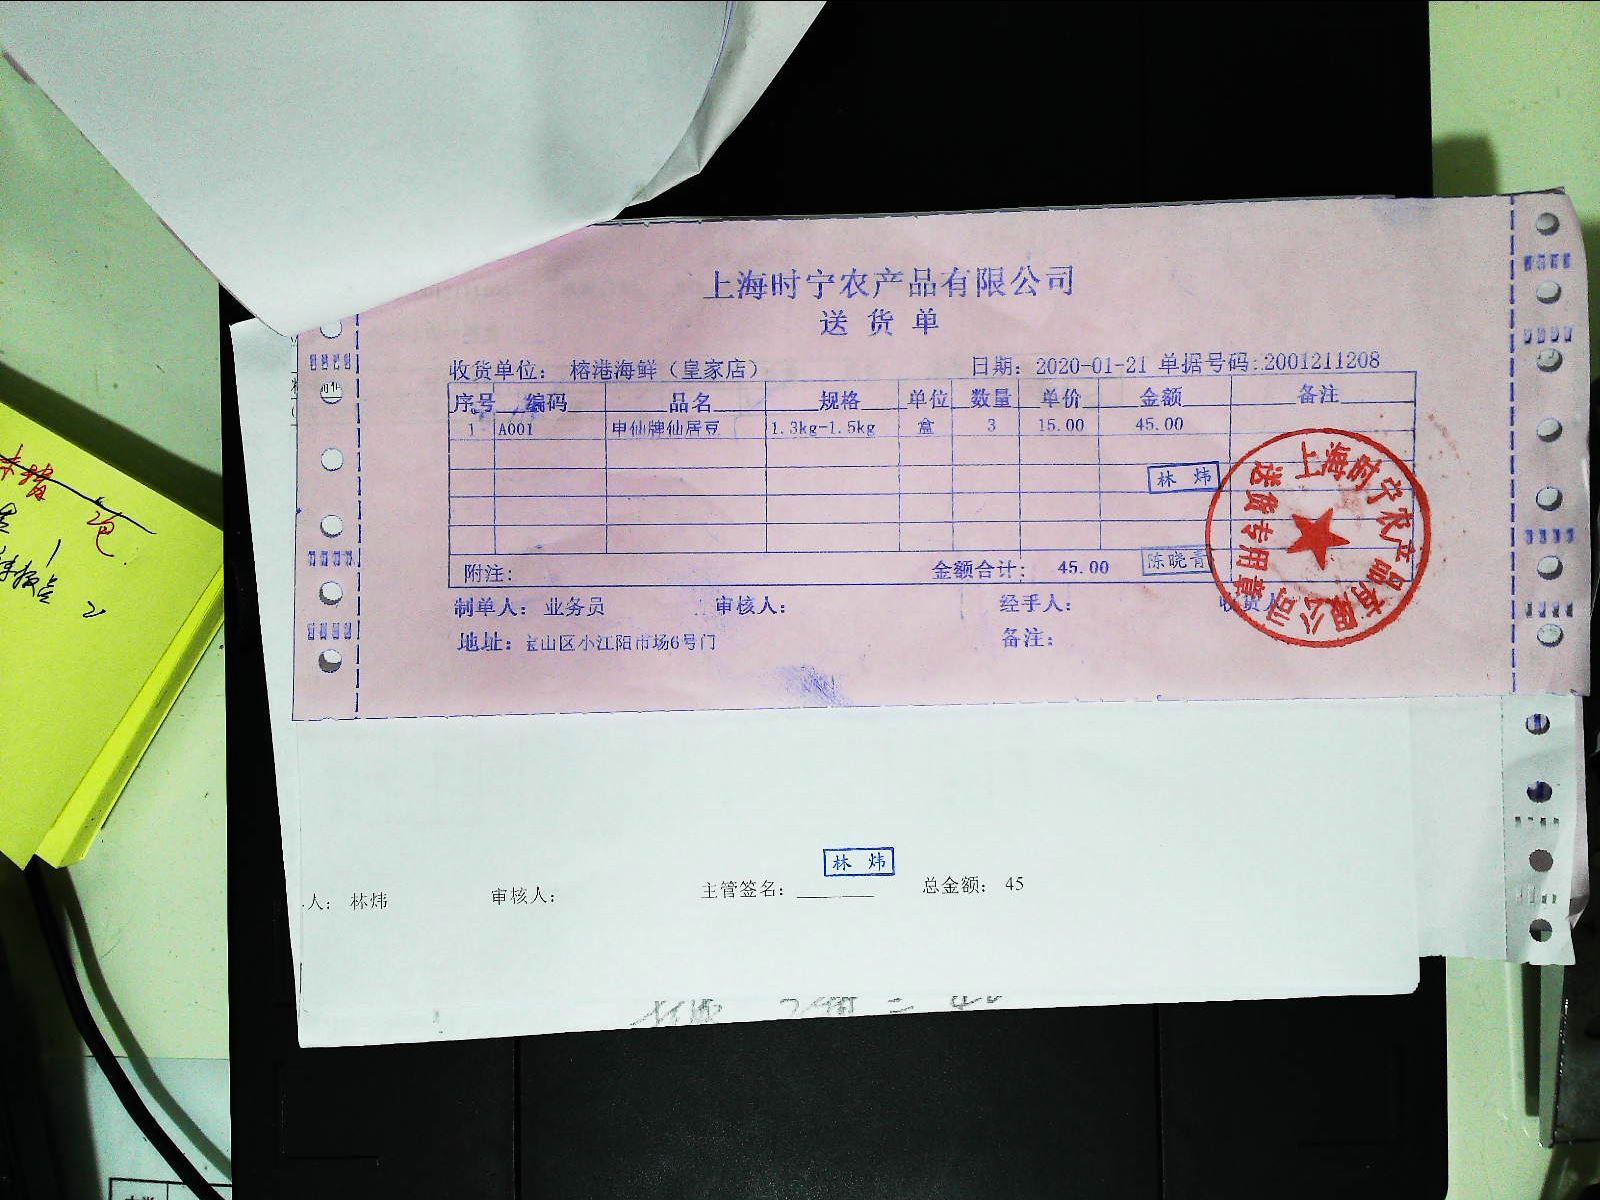 上海时宁农产品有限公司
送货单
收货单位： 榕港海鲜（皇家店） 日期： 2020-01-21 单据号码：2001211208
序号 编码 品名 规格 单位 数量 单价 金额 备注
1 A001 申仙牌仙居豆 1.3kg-1.5kg 盒 3 15.00 45.00
林 炜
附注： 金额合计： 45.00 陈晓青
制单人： 业务员 审核人： 经手人： 收货人
地址：宝山区小江阳市场6号门 备注：
上海时宁农产品有限公司
送货专用章
林 炜
人： 林炜 审核人： 主管签名： 总金额： 45